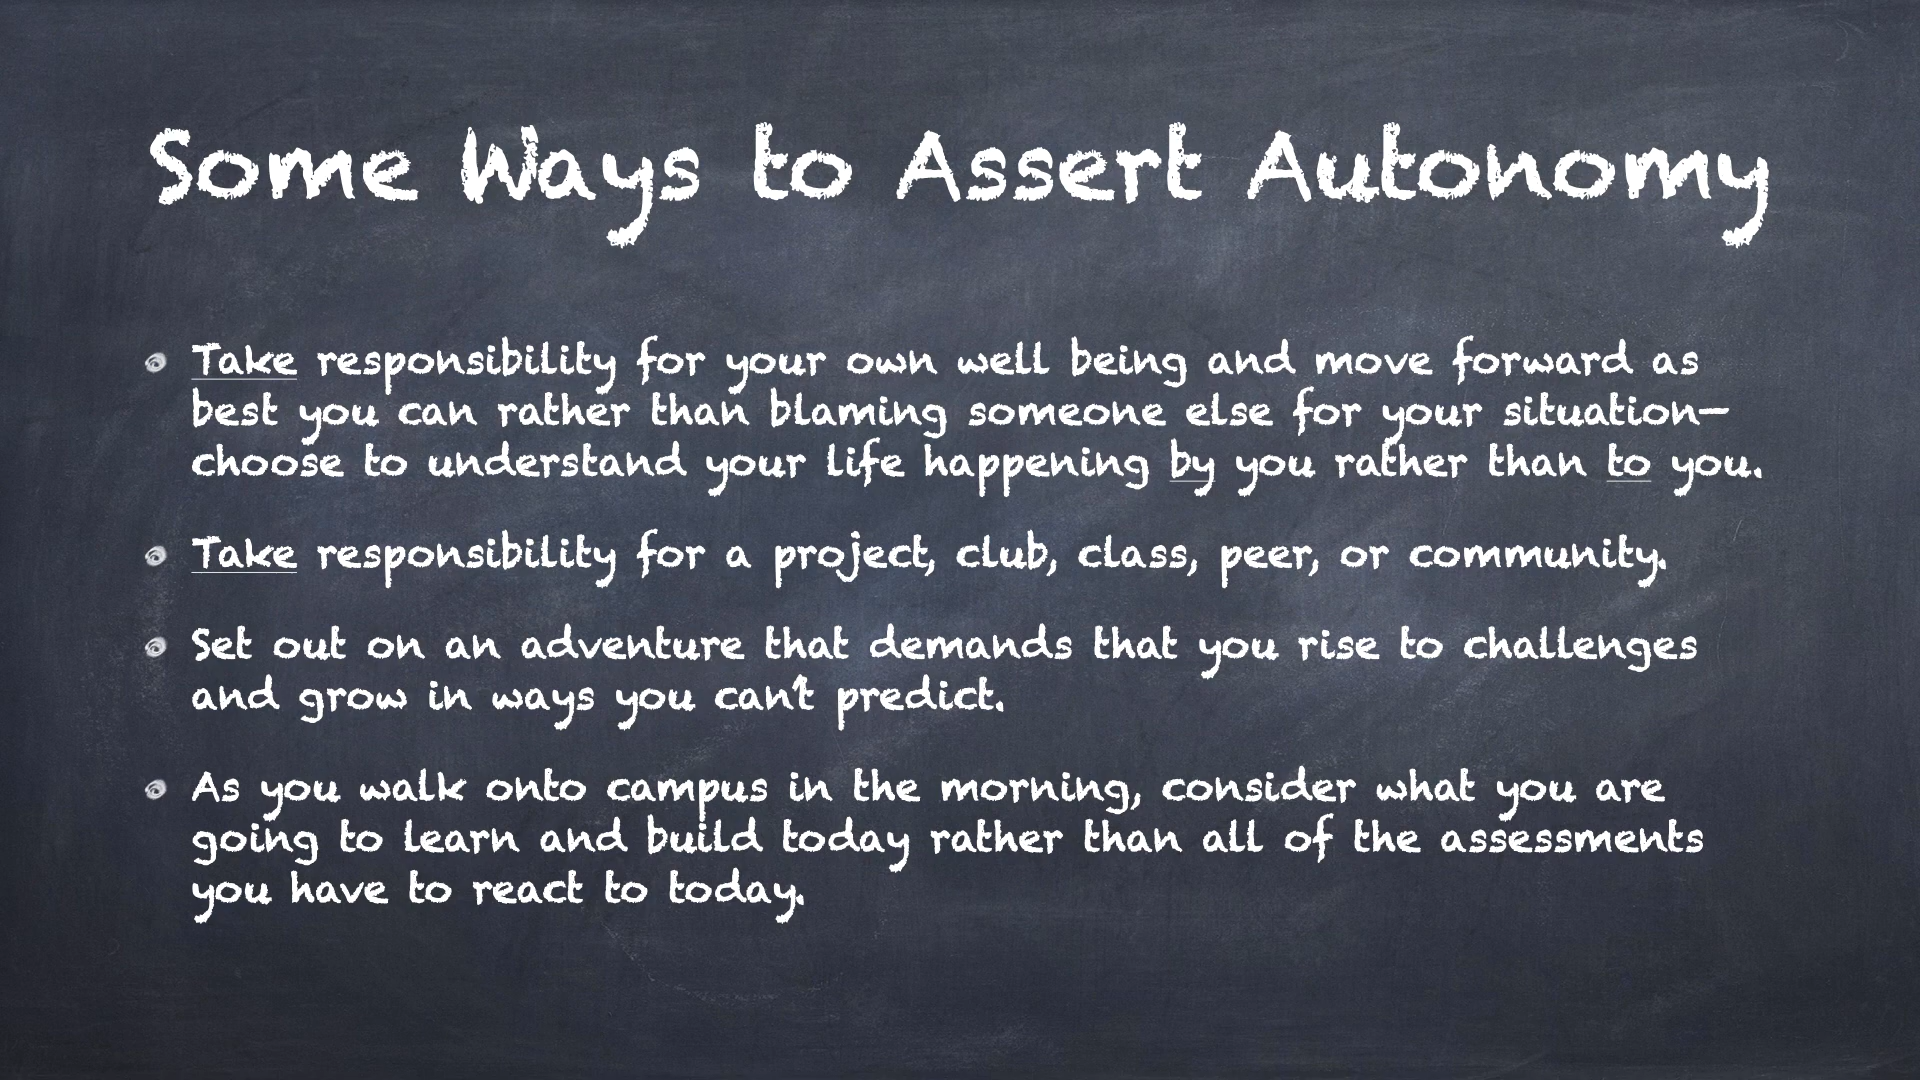 Some Ways to Assert Autonomy
Take responsibility for your own well being and move forward as
best you can rather than blaming someone else for your situation—
choose to understand your life happening by you rather than to you.
Take responsibility for a project, club, class, peer, or community.
Set out on an adventure that demands that you rise to challenges
and grow in ways you can't predict.
As you walk onto campus in the morning, consider what you are
going to learn and build today rather than all of the assessments
you have to react to today.